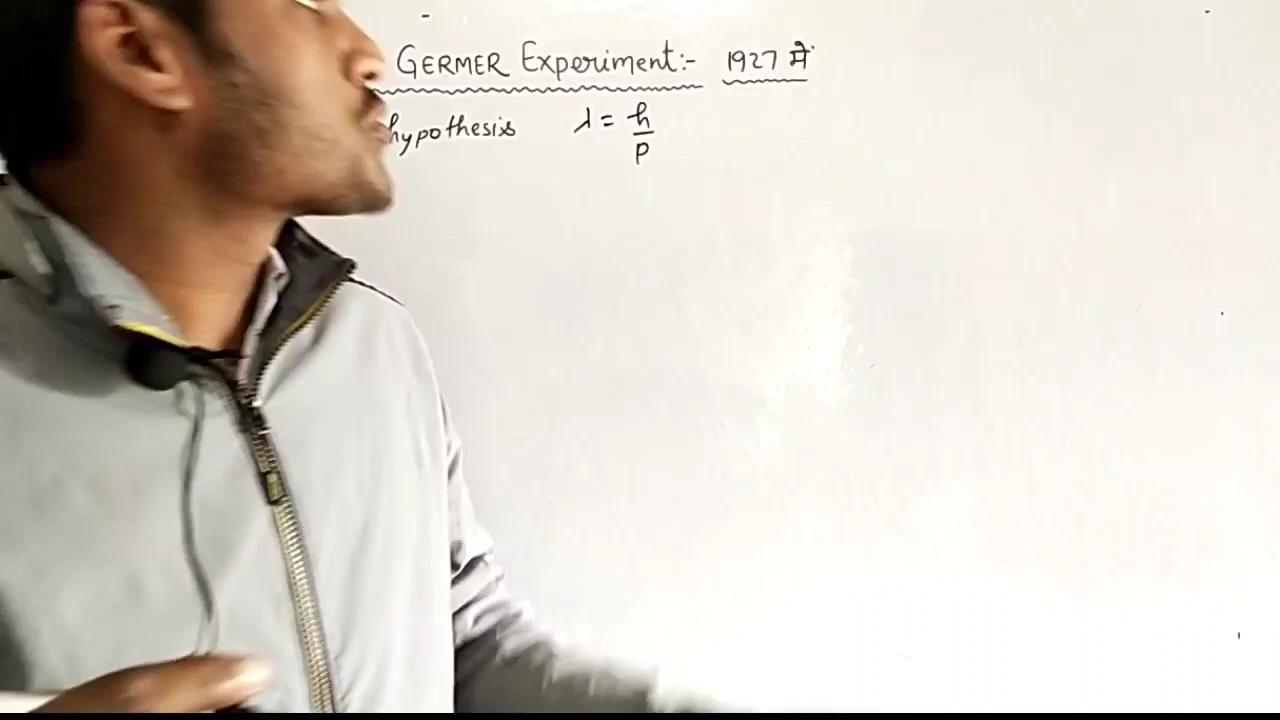 GERMER Experiment:- 1927 में
hypothesis λ = h/p